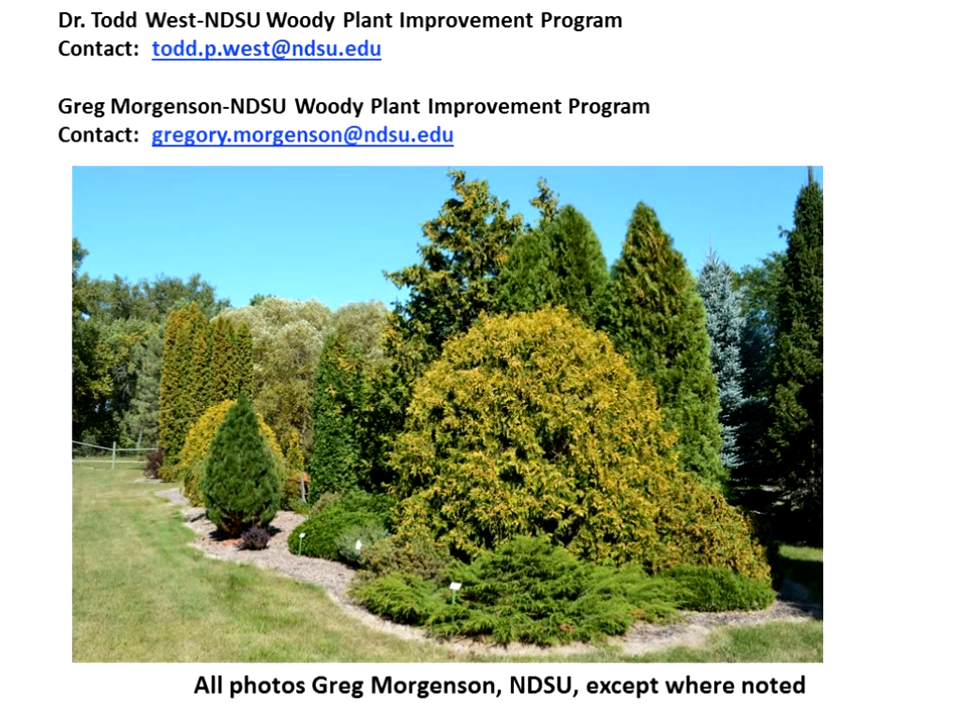 Dr. Todd West-NDSU Woody Plant Improvement Program
Contact: todd.p.west@ndsu.edu
Greg Morgenson-NDSU Woody Plant Improvement Program
Contact: gregory.morgenson@ndsu.edu
All photos Greg Morgenson, NDSU, except where noted